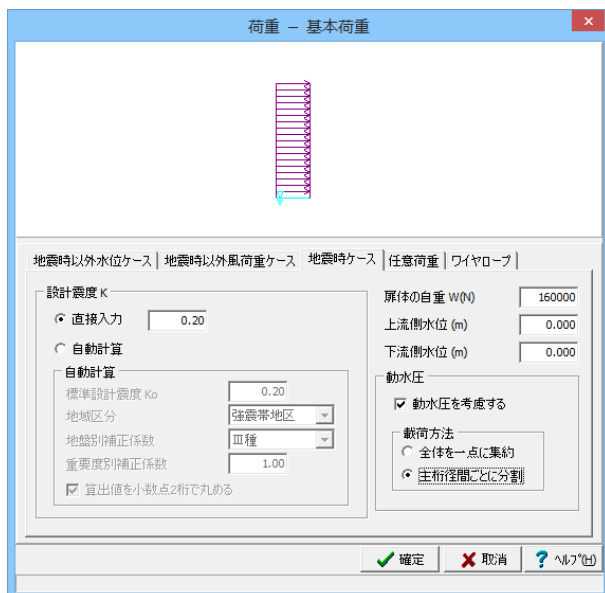 荷重 － 基本荷重
地震時以外水位ケース 地震時以外風荷重ケース 地震時ケース 任意荷重 ワイヤロープ
設計震度 K
直接入力 0.20
自動計算
自動計算
標準設計震度 Ko 0.20
地域区分 強震帯地区
地盤別補正係数 Ⅲ種
重要度別補正係数 1.00
算出値を小数点2桁で丸める
扉体の自重 W(N) 160000
上流側水位 (m) 0.000
下流側水位 (m) 0.000
動水圧
動水圧を考慮する
載荷方法
全体を一点に集約
主桁径間ごとに分割
確定 取消 ? ヘルプ(H)